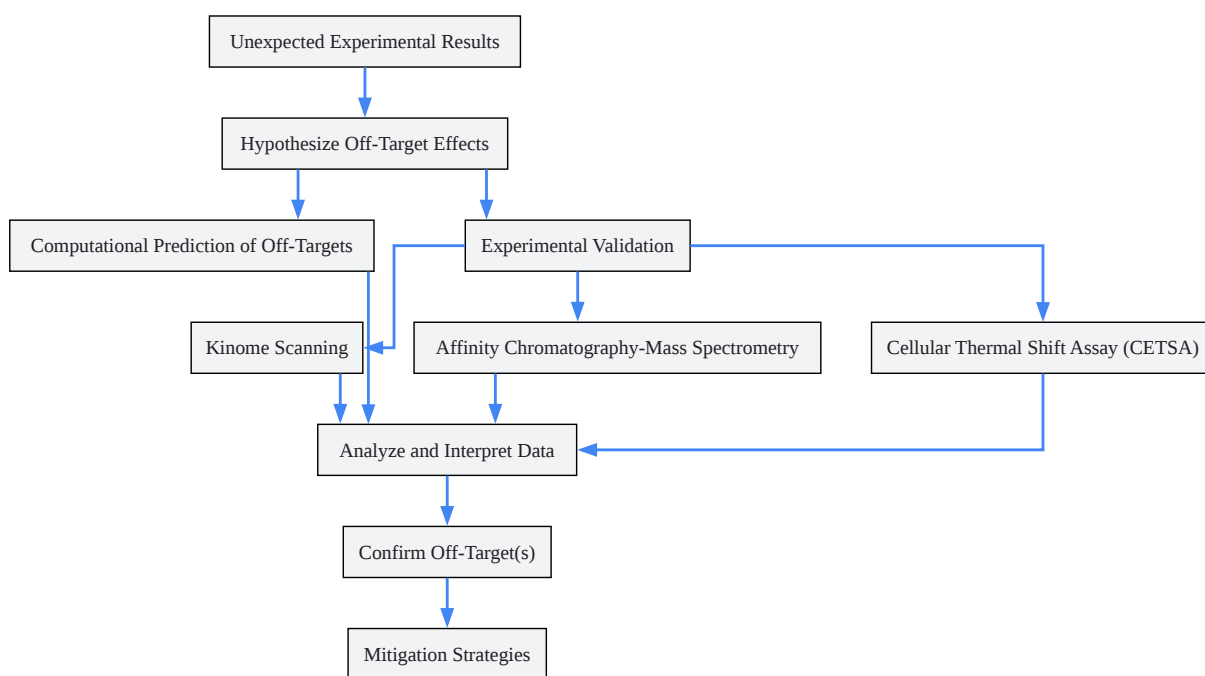 Unexpected Experimental Results
Hypothesize Off-Target Effects
Computational Prediction of Off-Targets
Experimental Validation
Kinome Scanning
Affinity Chromatography-Mass Spectrometry
Cellular Thermal Shift Assay (CETSA)
Analyze and Interpret Data
Confirm Off-Target(s)
Mitigation Strategies